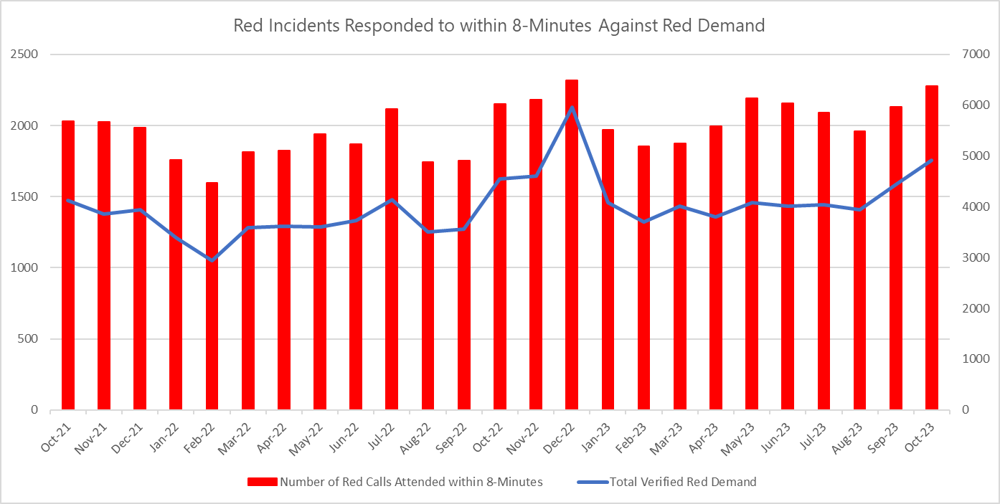 Red Incidents Responded to within 8-Minutes Against Red Demand
2500
2000
1500
1000
500
0
7000
6000
5000
4000
3000
2000
1000
0
Oct-21
Nov-21
Dec-21
Jan-22
Feb-22
Mar-22
Apr-22
May-22
Jun-22
Jul-22
Aug-22
Sep-22
Oct-22
Nov-22
Dec-22
Jan-23
Feb-23
Mar-23
Apr-23
May-23
Jun-23
Jul-23
Aug-23
Sep-23
Oct-23
Number of Red Calls Attended within 8-Minutes
Total Verified Red Demand